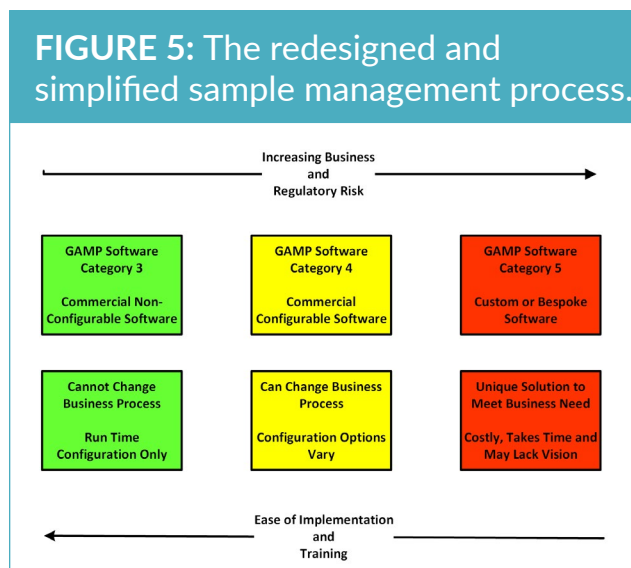 FIGURE 5: The redesigned and
simplified sample management process.
Increasing Business
and
Regulatory Risk
GAMP Software
Category 3
Commercial Non-
Configurable Software
GAMP Software
Category 4
Commercial
Configurable Software
GAMP Software
Category 5
Custom or Bespoke
Software
Cannot Change
Business Process
Run Time
Configuration Only
Can Change Business
Process
Configuration Options
Vary
Unique Solution to
Meet Business Need
Costly, Takes Time and
May Lack Vision
Ease of Implementation
and
Training